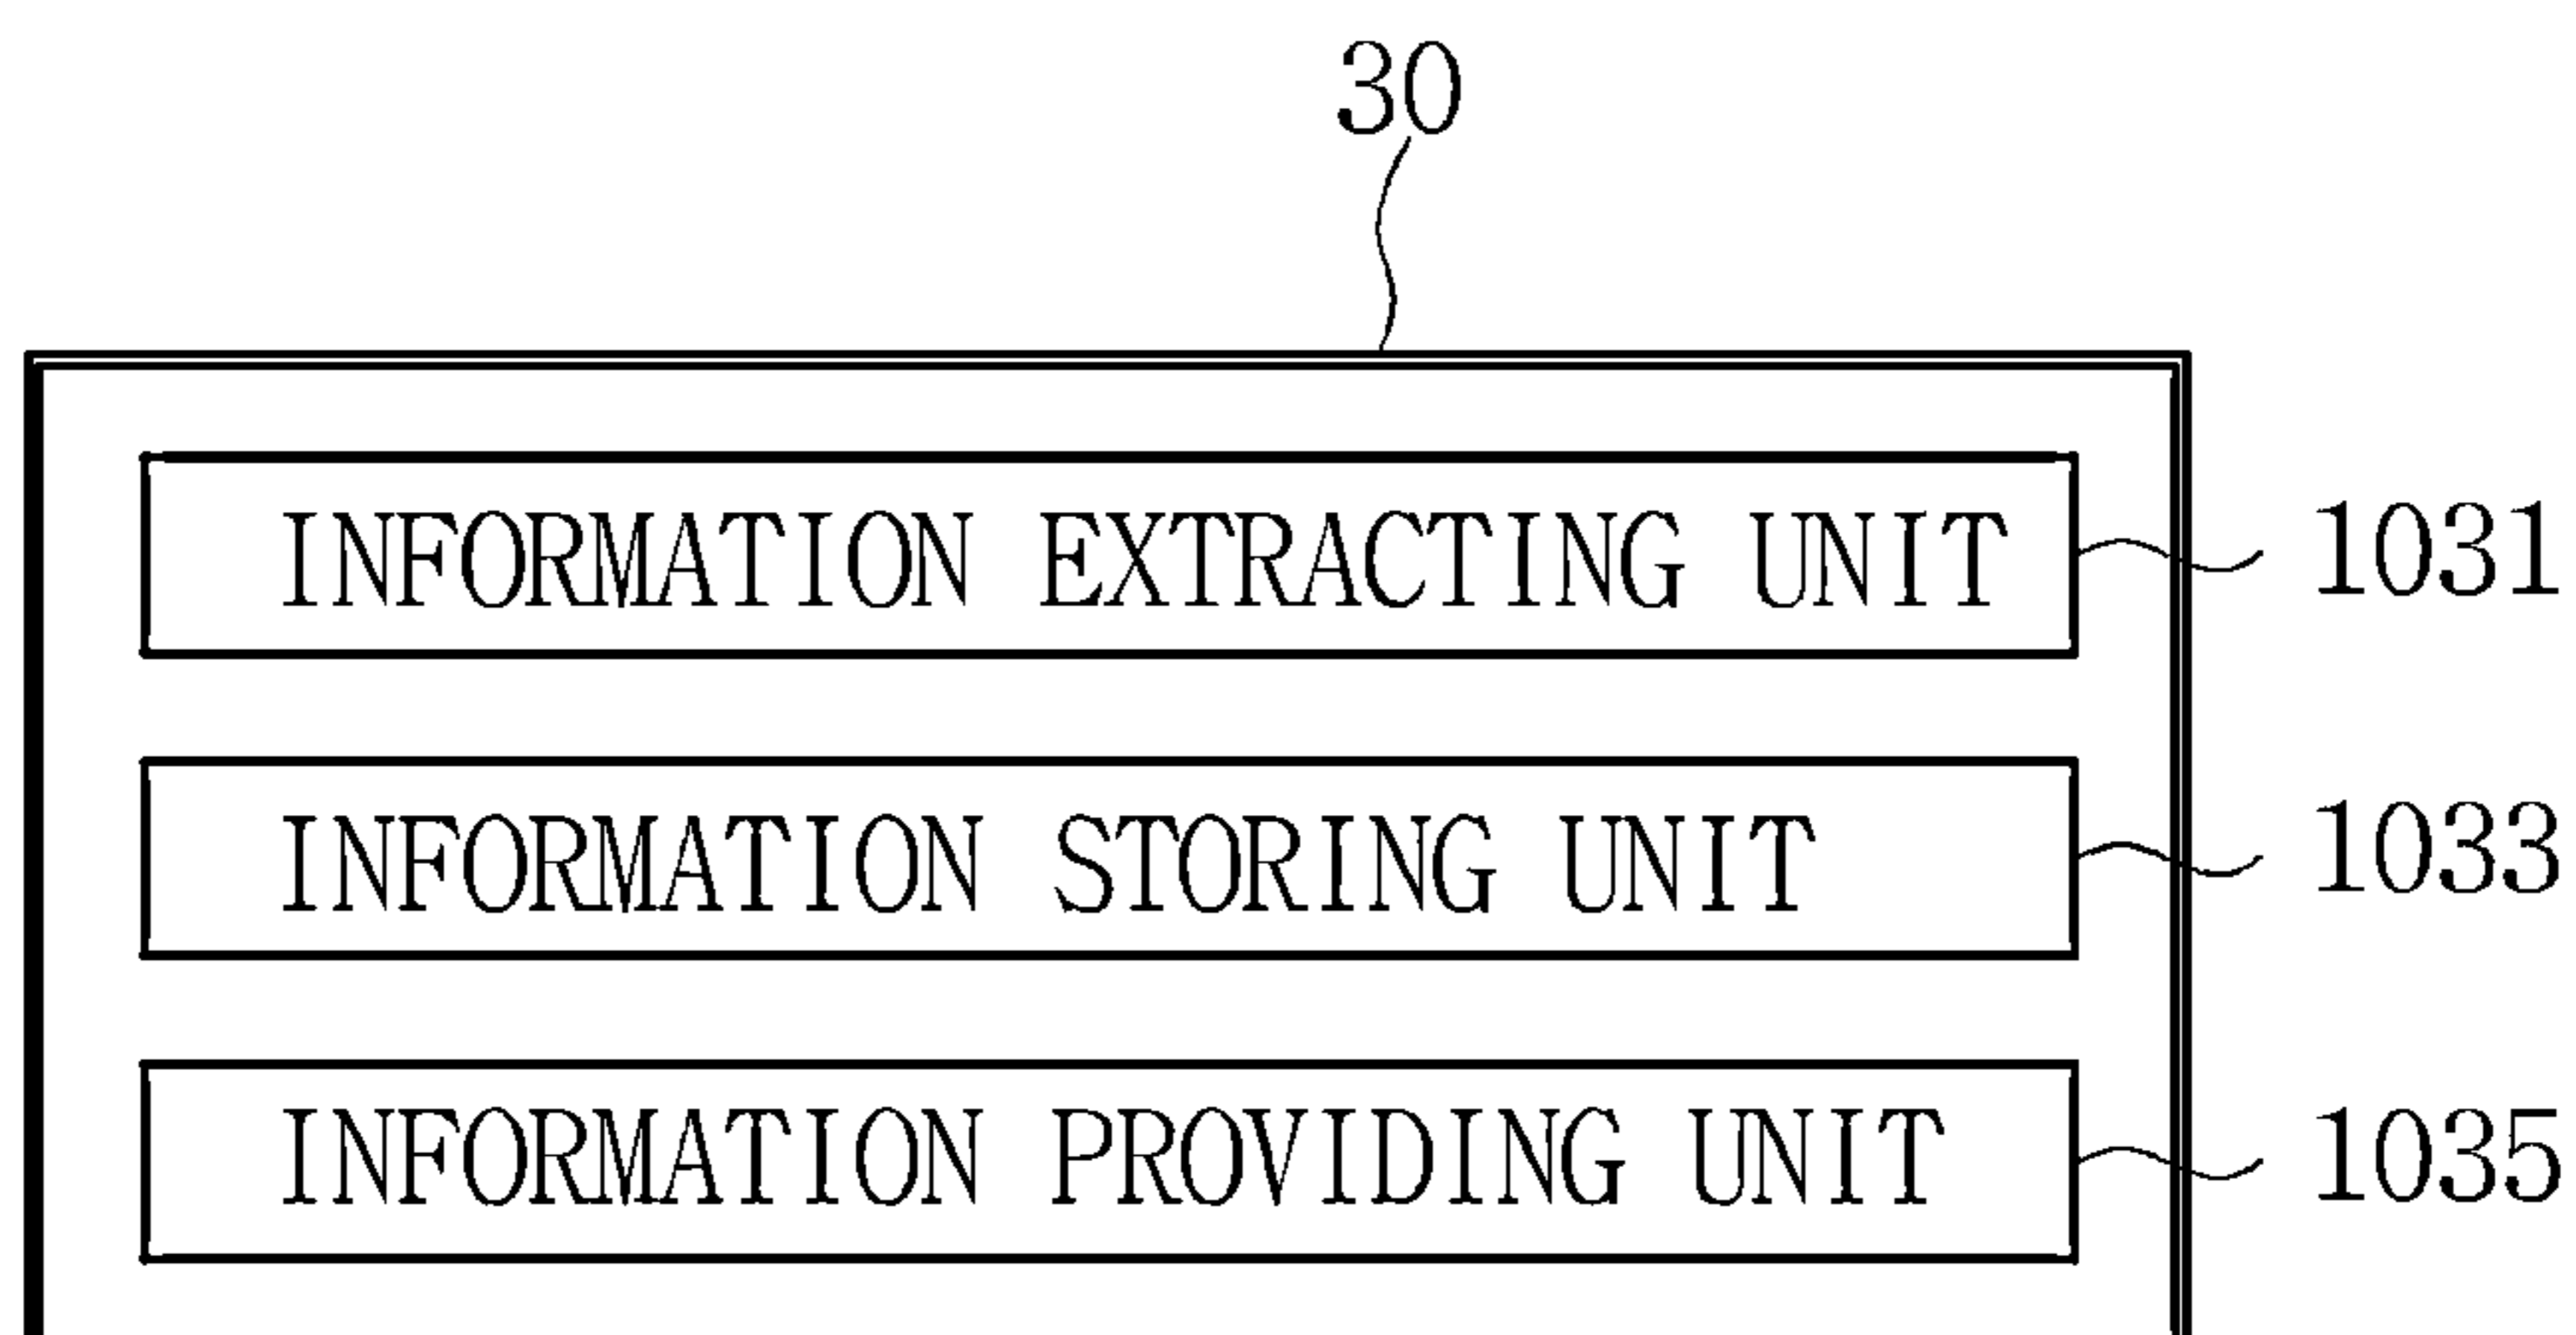 30
INFORMATION EXTRACTING UNIT 1031
INFORMATION STORING UNIT 1033
INFORMATION PROVIDING UNIT 1035